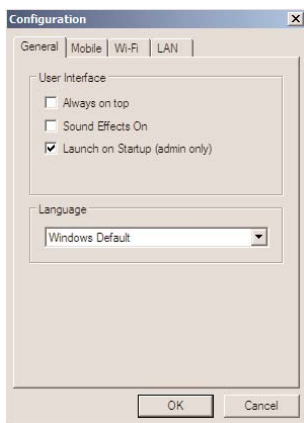 Configuration
General Mobile Wi-Fi LAN
User Interface
Always on top
Sound Effects On
Launch on Startup (admin only)
Language
Windows Default
OK Cancel